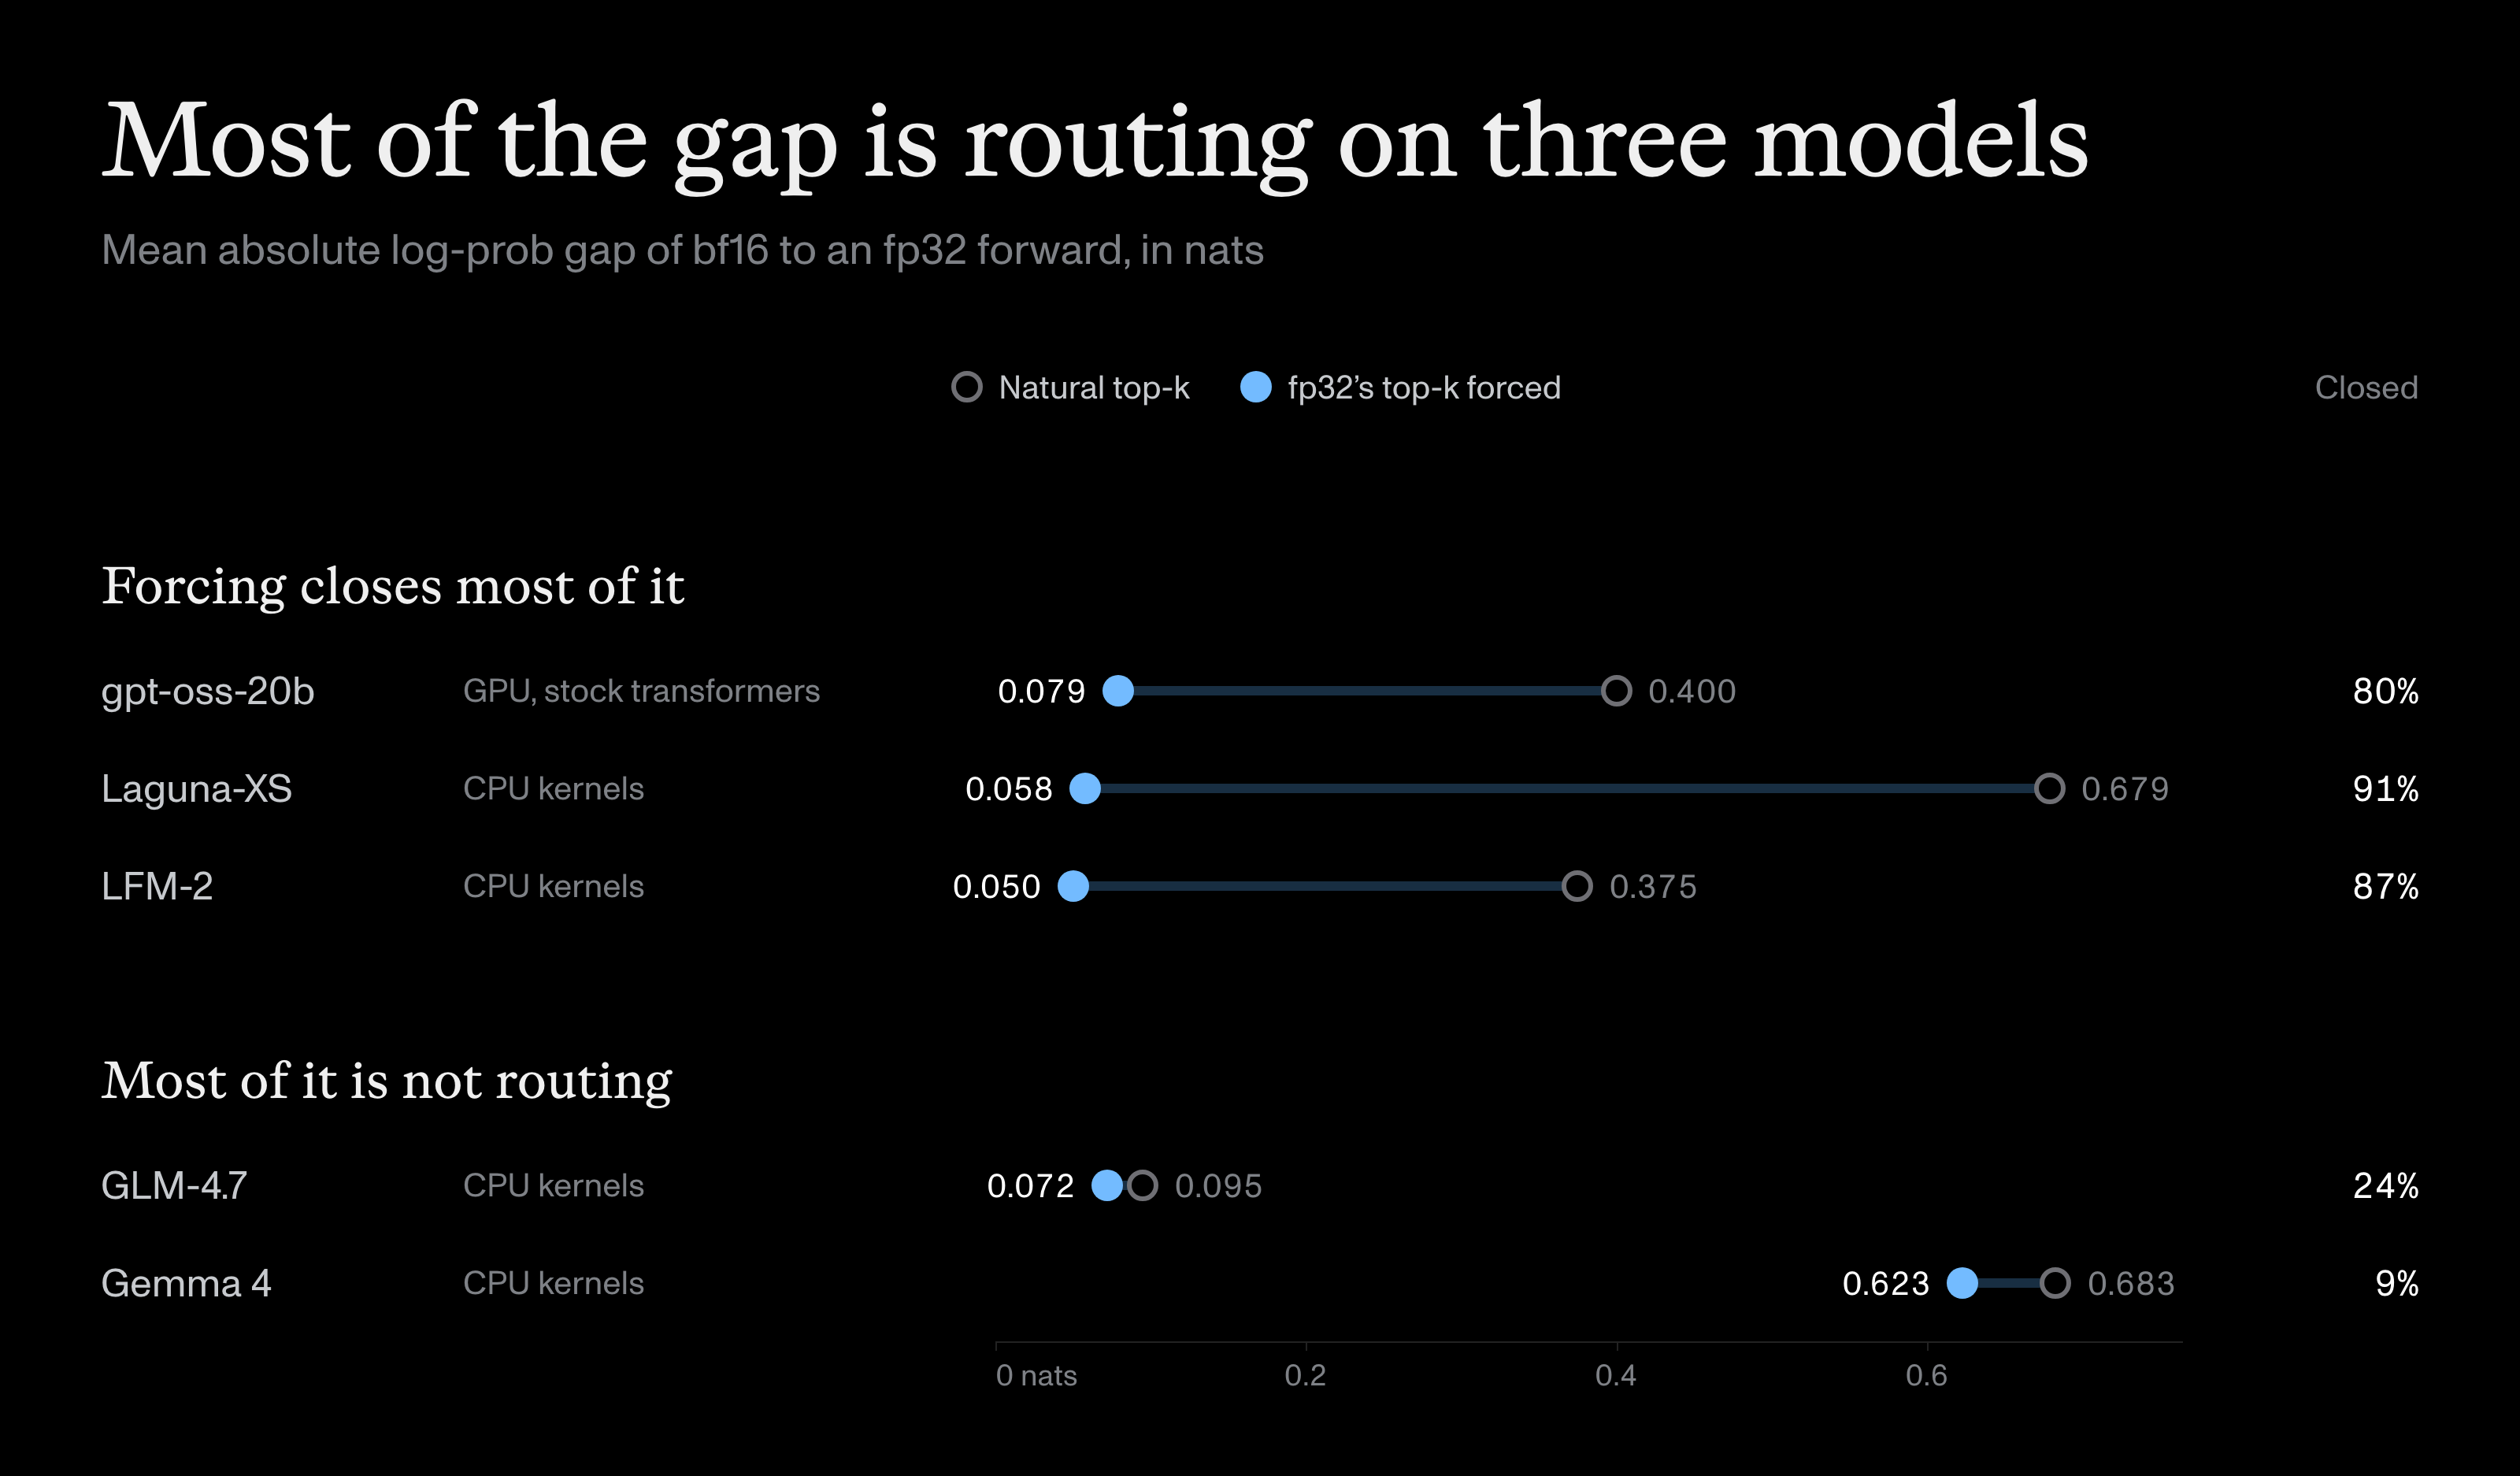 Most of the gap is routing on three models
Mean absolute log-prob gap of bf16 to an fp32 forward, in nats
Natural top-k fp32’s top-k forced Closed
Forcing closes most of it
gpt-oss-20b GPU, stock transformers 0.079 0.400 80%
Laguna-XS CPU kernels 0.058 0.679 91%
LFM-2 CPU kernels 0.050 0.375 87%
Most of it is not routing
GLM-4.7 CPU kernels 0.072 0.095 24%
Gemma 4 CPU kernels 0.623 0.683 9%
0 nats 0.2 0.4 0.6